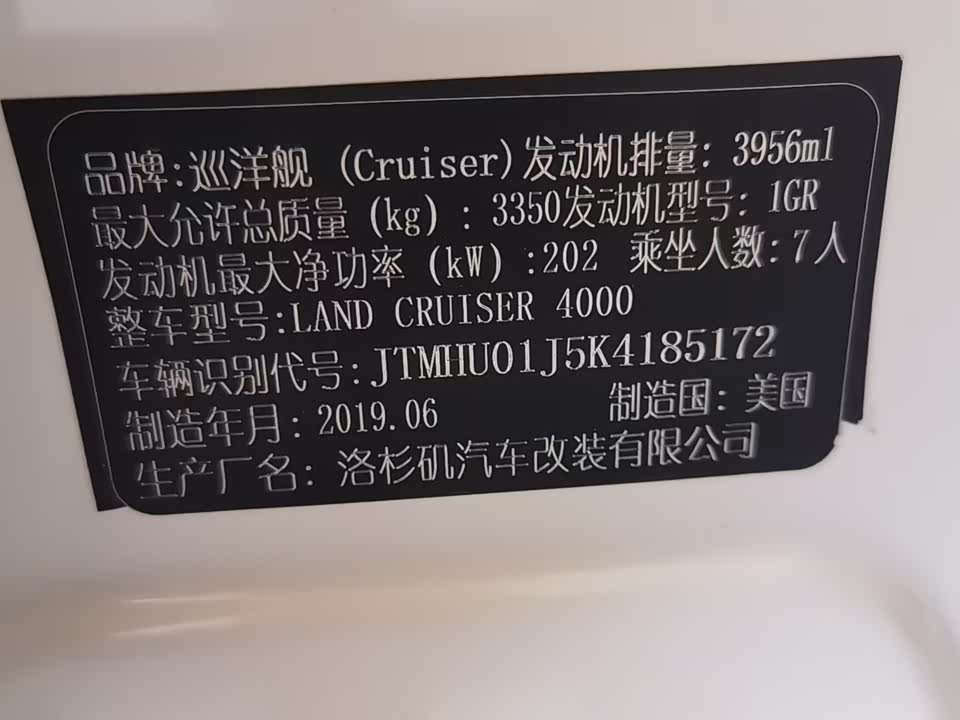 品牌:巡洋舰 (Cruiser)发动机排量: 3956ml
最大允许总质量 (kg) : 3350发动机型号: 1GR
发动机最大净功率 (kW) :202 乘坐人数:7人
整车型号:LAND CRUISER 4000
车辆识别代号:JTMHU01J5K4185172
制造年月: 2019.06 制造国: 美国
生产厂名: 洛杉矶汽车改装有限公司